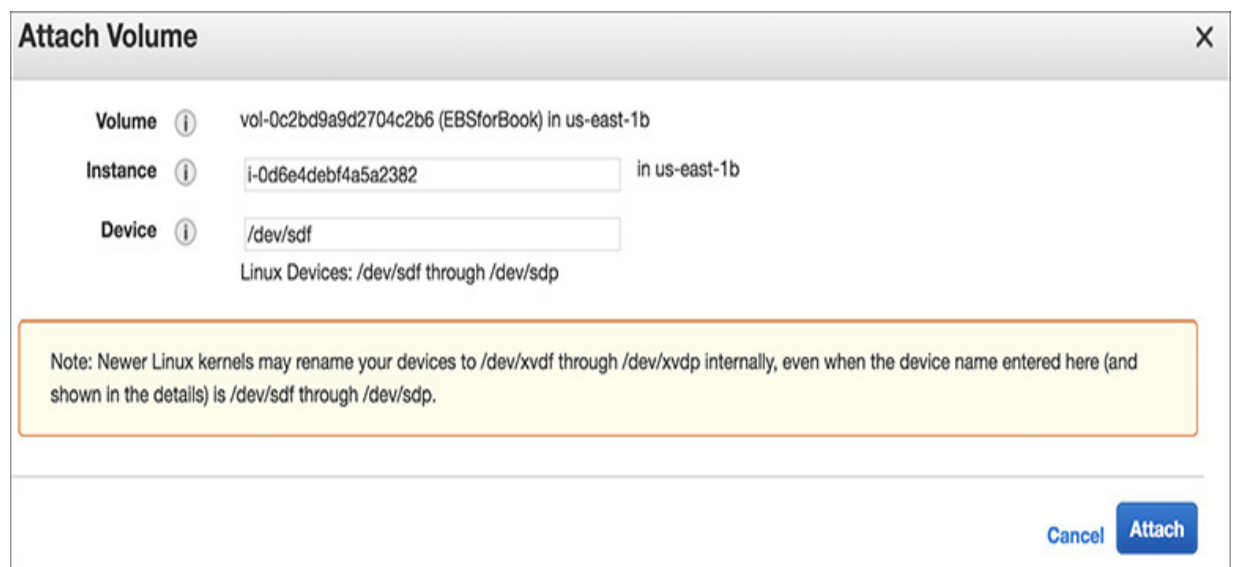 Attach Volume X
Volume i vol-0c2bd9a9d2704c2b6 (EBSforBook) in us-east-1b
Instance i i-0d6e4debf4a5a2382 in us-east-1b
Device i /dev/sdf
Linux Devices: /dev/sdf through /dev/sdp
Note: Newer Linux kernels may rename your devices to /dev/xvdf through /dev/xvdp internally, even when the device name entered here (and
shown in the details) is /dev/sdf through /dev/sdp.
Cancel Attach